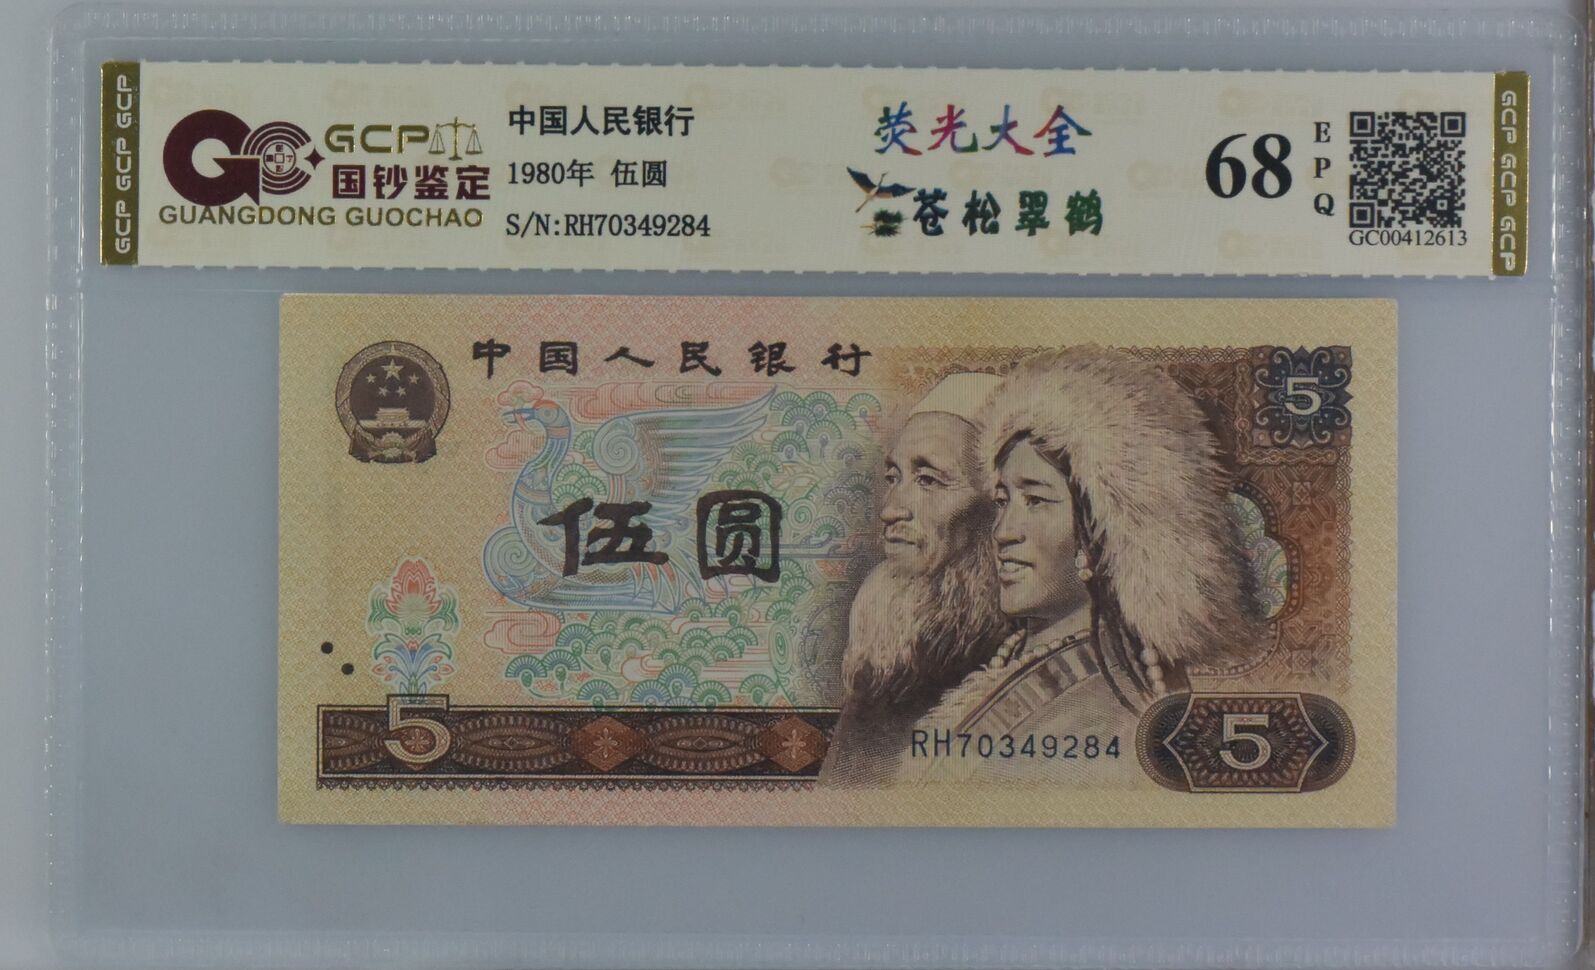 GCP GCP GCP
GCP
国钞鉴定
GUANGDONG GUOCHAO
中国人民银行
1980年 伍圆
S/N:RH70349284
荧光大全
苍松翠鹤
68
EPQ
GC00412613
GCP GCP GCP
中国人民银行
5
伍圆
5
RH70349284
5